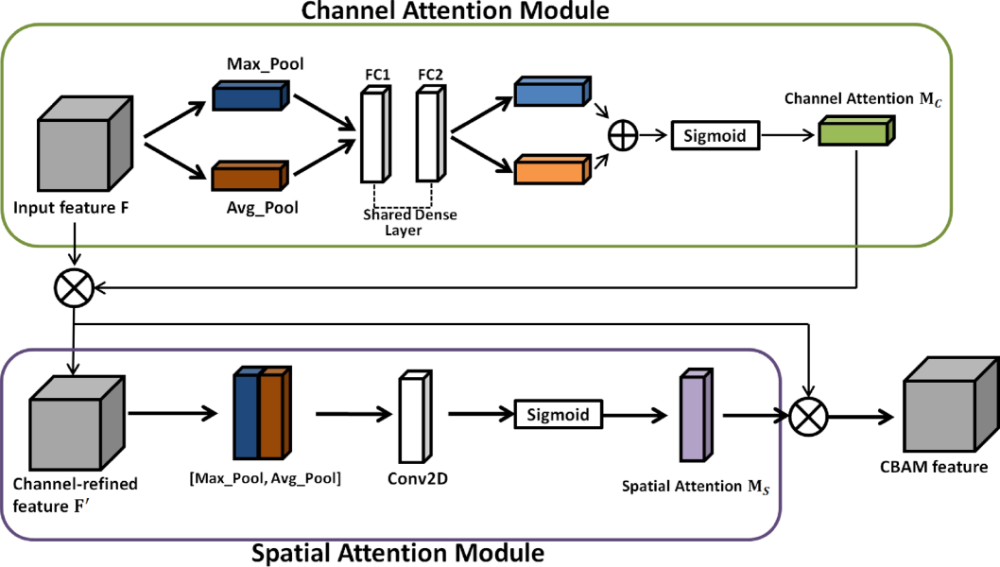 Channel Attention Module
Max_Pool
FC1
FC2
Channel Attention M_C
Sigmoid
Input feature F
Avg_Pool
Shared Dense
Layer
Sigmoid
[Max_Pool, Avg_Pool]
Conv2D
Spatial Attention M_S
CBAM feature
Channel-refined
feature F′
Spatial Attention Module